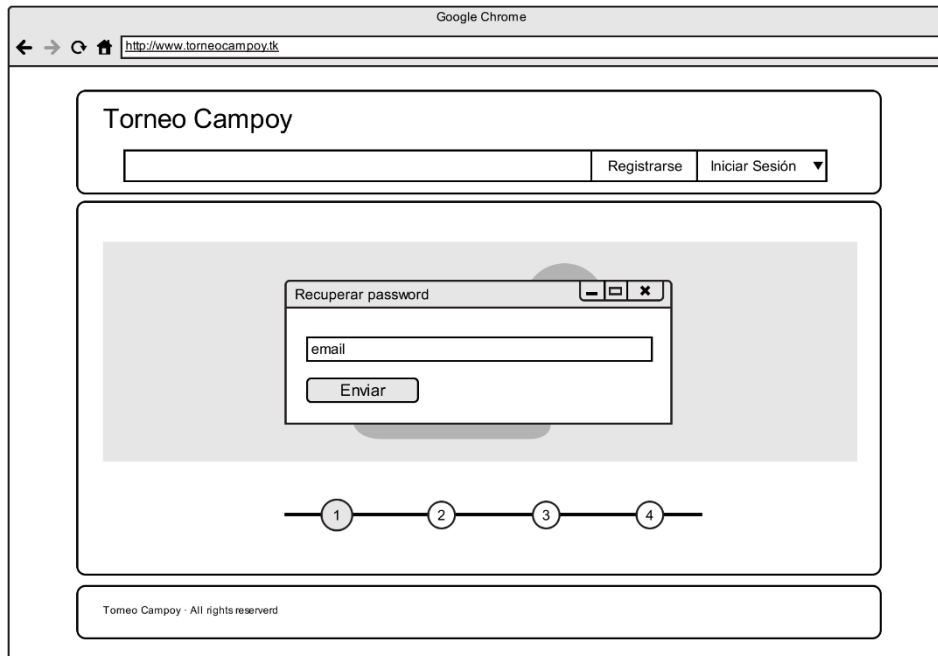 Google Chrome
http://www.torneocampoy.tk
Torneo Campoy
Registrarse Iniciar Sesión
Recuperar password
email
Enviar
1 2 3 4
Torneo Campoy · All rights reserverd